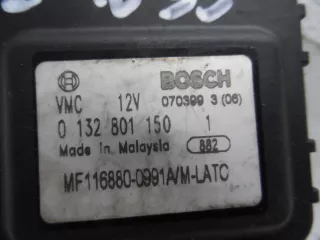 BOSCH
VMC 12V 070399 3 (06)
0 132 801 150 1
Made in Malaysia 882
MF116880-0991A/M-LATC